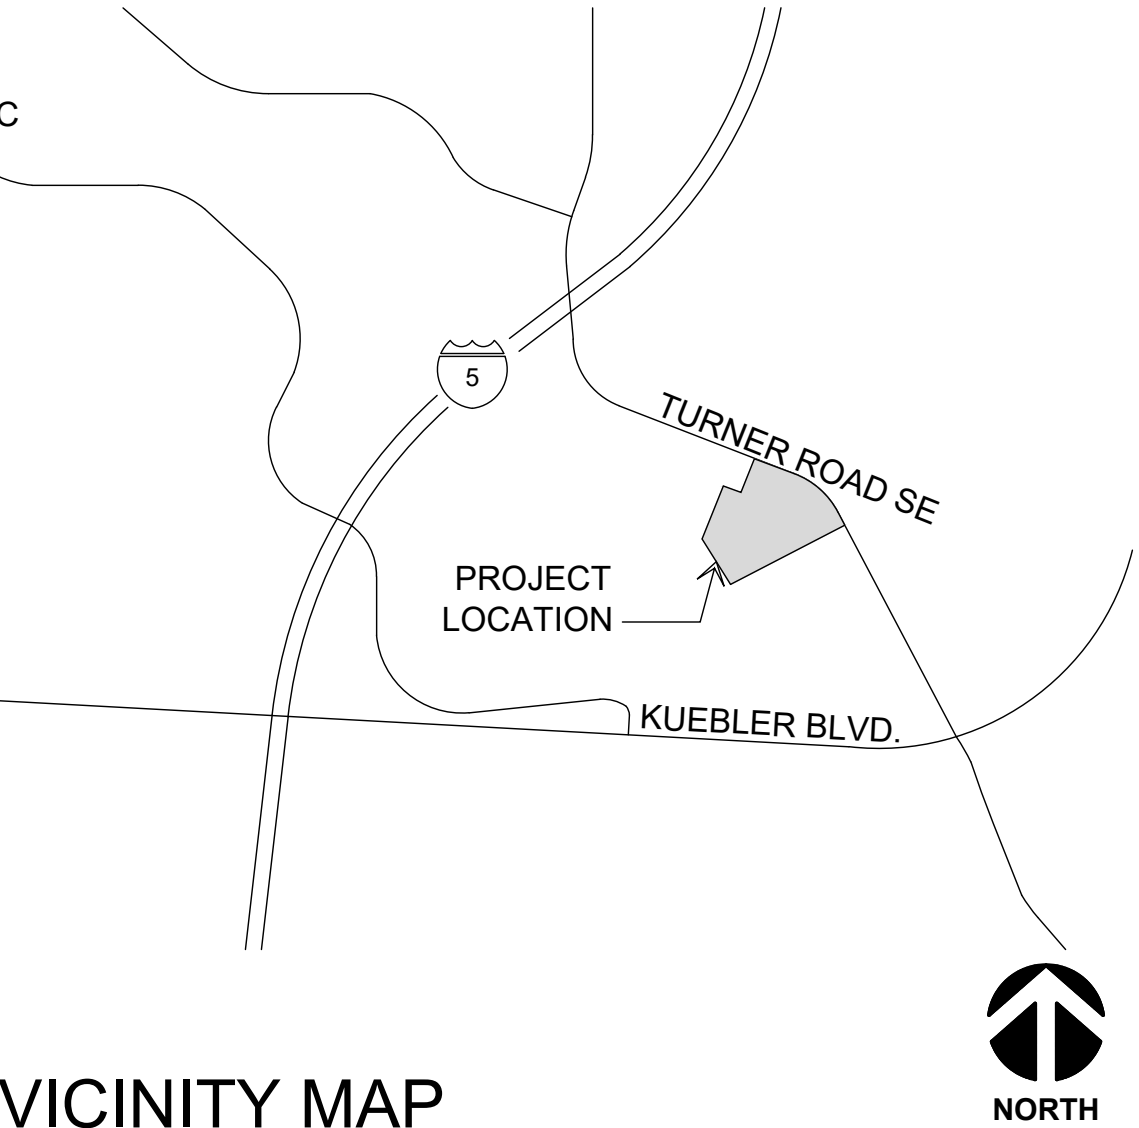 C
5
TURNER ROAD SE
PROJECT
LOCATION
KUEBLER BLVD.
VICINITY MAP
NORTH